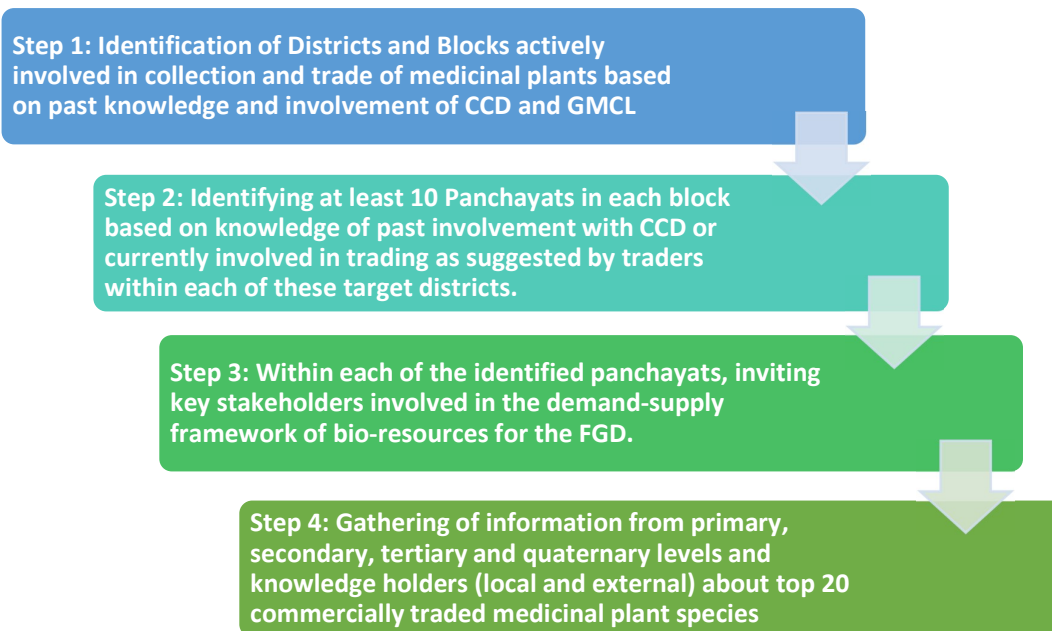 Step 1: Identification of Districts and Blocks actively
involved in collection and trade of medicinal plants based
on past knowledge and involvement of CCD and GMCL
Step 2: Identifying at least 10 Panchayats in each block
based on knowledge of past involvement with CCD or
currently involved in trading as suggested by traders
within each of these target districts.
Step 3: Within each of the identified panchayats, inviting
key stakeholders involved in the demand-supply
framework of bio-resources for the FGD.
Step 4: Gathering of information from primary,
secondary, tertiary and quaternary levels and
knowledge holders (local and external) about top 20
commercially traded medicinal plant species